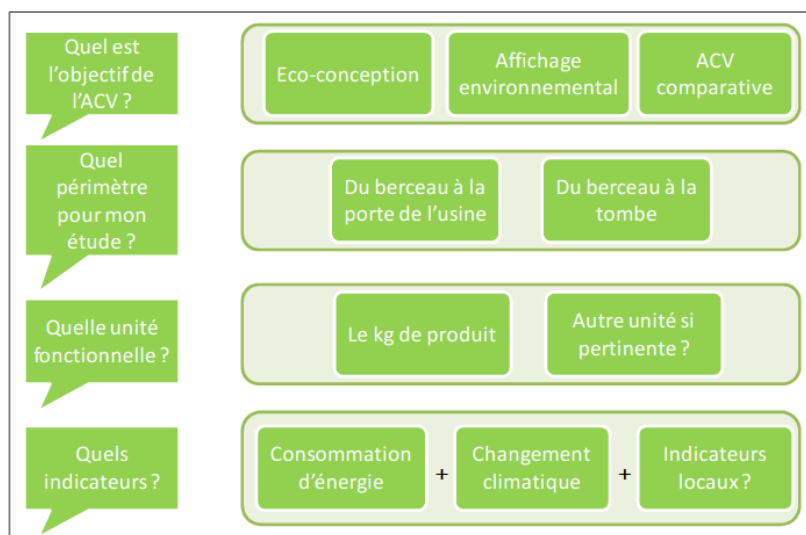 Quel est
l'objectif de
l'ACV ?
Eco-conception
Affichage
environnemental
ACV
comparative
Quel
périmètre
pour mon
étude ?
Du berceau à la
porte de l'usine
Du berceau à la
tombe
Quelle unité
fonctionnelle ?
Le kg de produit
Autre unité si
pertinente ?
Quels
indicateurs ?
Consommation
d'énergie
+
Changement
climatique
+
Indicateurs
locaux ?